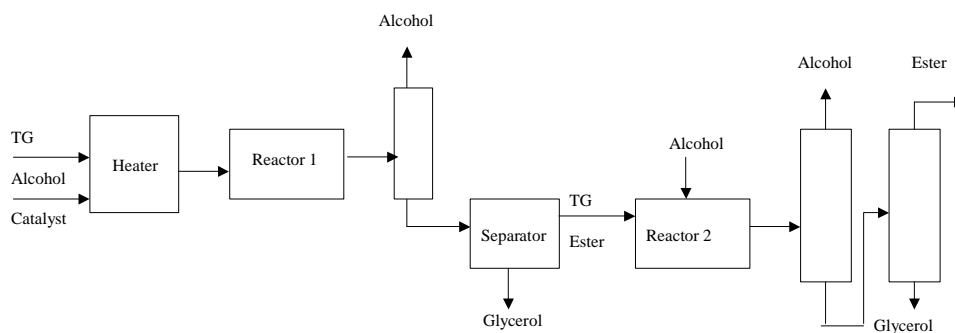 Alcohol
Alcohol
Ester
TG
Heater
Reactor 1
Alcohol
Alcohol
Catalyst
TG
Separator
Ester
Reactor 2
Glycerol
Glycerol